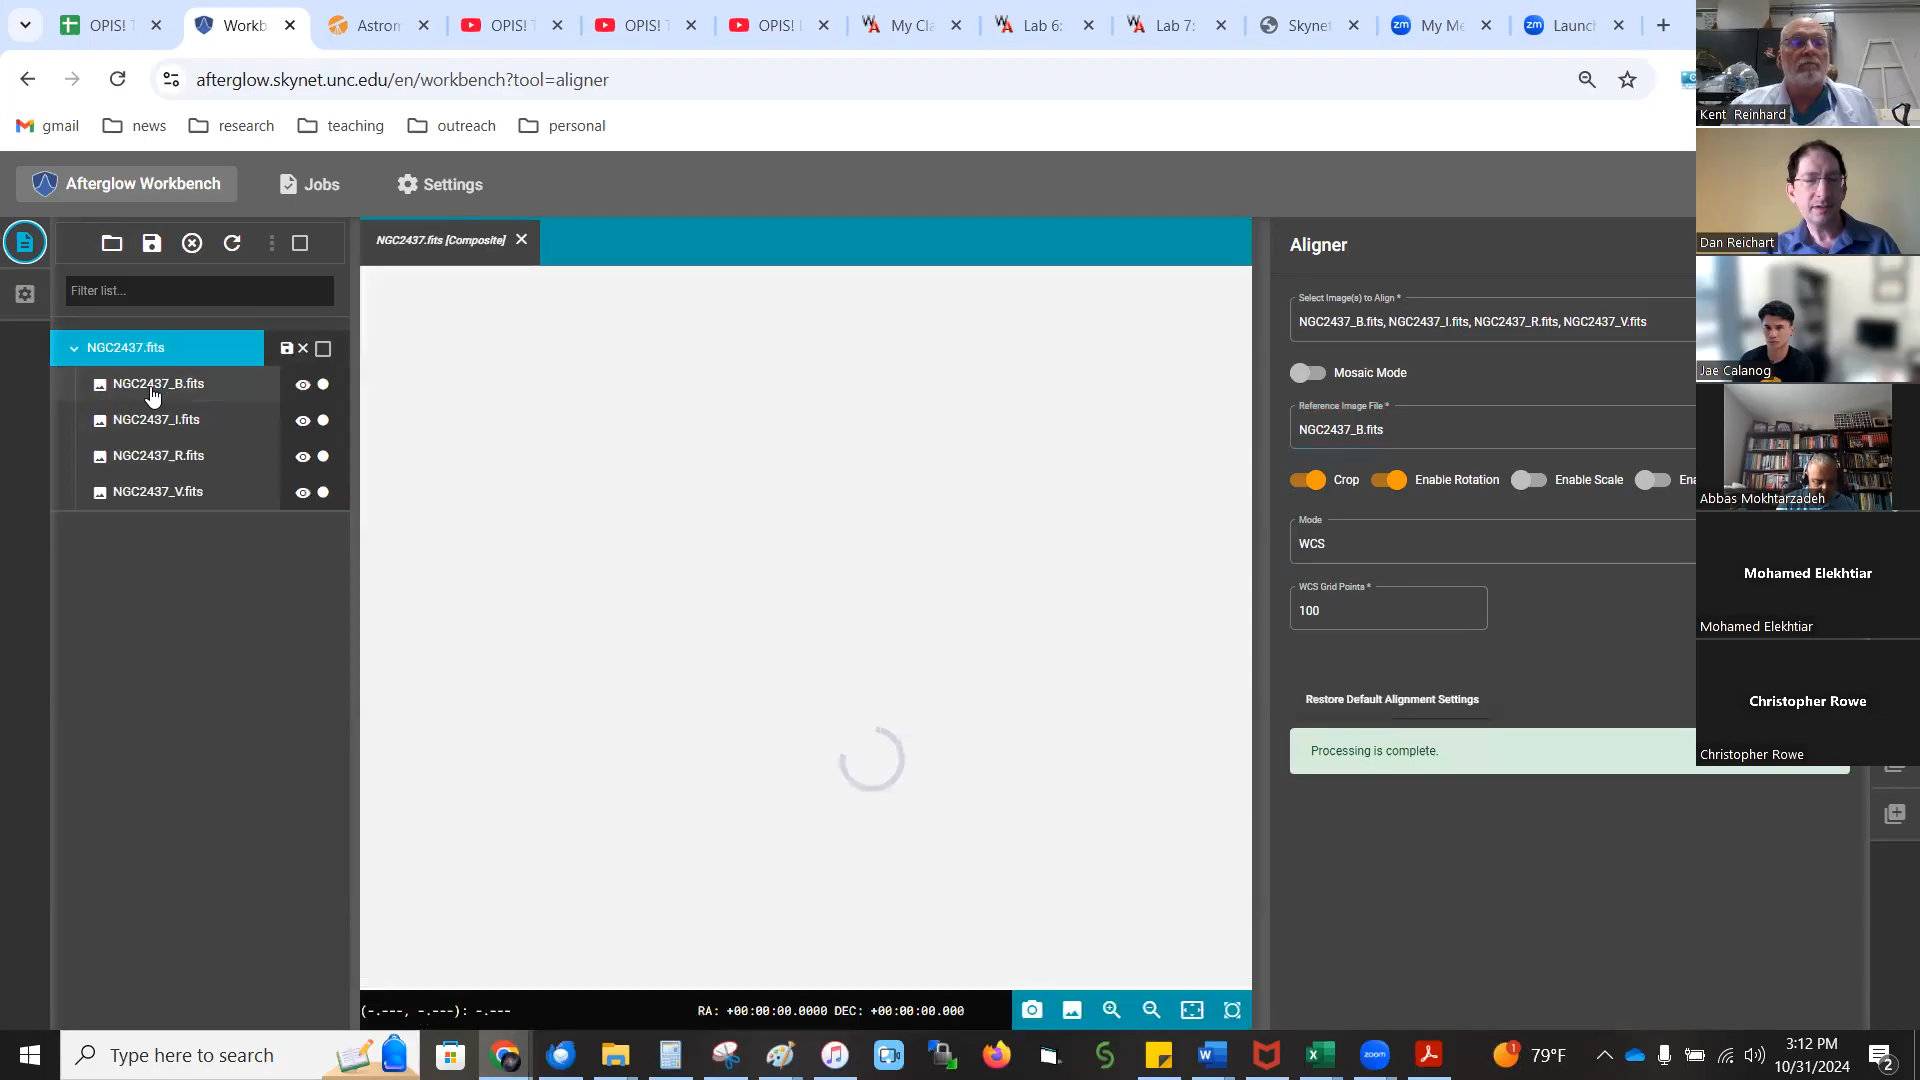 OPIS! T
Workb
Astron
OPIS! T
OPIS! T
OPIS! L
My Cla
Lab 6:
Lab 7:
Skynet
My Me
Launc
afterglow.skynet.unc.edu/en/workbench?tool=aligner
gmail
news
research
teaching
outreach
personal
Afterglow Workbench
Jobs
Settings
Filter list...
NGC2437.fits
NGC2437_B.fits
NGC2437_I.fits
NGC2437_R.fits
NGC2437_V.fits
NGC2437.fits [Composite]
(-.---, -.---): -.---
RA: +00:00:00.0000 DEC: +00:00:00.000
Aligner
Select Image(s) to Align *
NGC2437_B.fits, NGC2437_I.fits, NGC2437_R.fits, NGC2437_V.fits
Mosaic Mode
Reference Image File *
NGC2437_B.fits
Crop
Enable Rotation
Enable Scale
Ena
Mode
WCS
WCS Grid Points *
100
Restore Default Alignment Settings
Processing is complete.
Kent Reinhard
Dan Reichart
Jae Calanog
Abbas Mokhtarzadeh
Mohamed Elekhtiar
Mohamed Elekhtiar
Christopher Rowe
Christopher Rowe
Type here to search
zoom
1
79°F
3:12 PM
10/31/2024
2